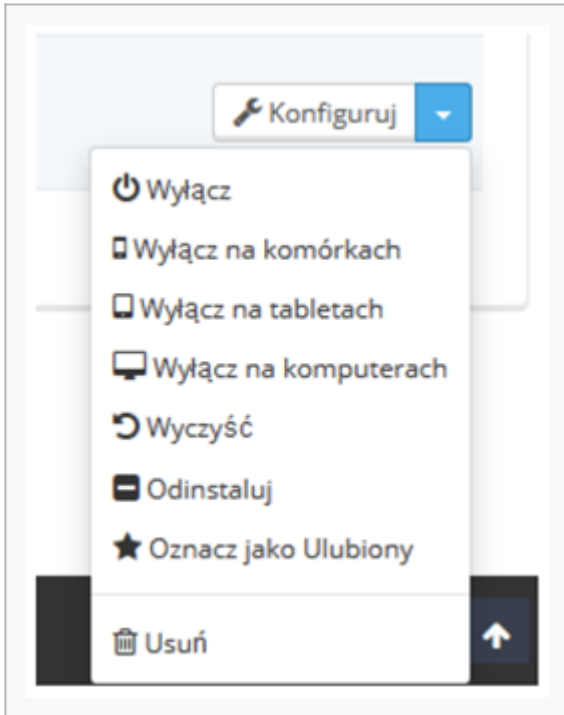 Konfiguruj
Wyłącz
Wyłącz na komórkach
Wyłącz na tabletach
Wyłącz na komputerach
Wyczyść
Odinstaluj
Oznacz jako Ulubiony
Usuń